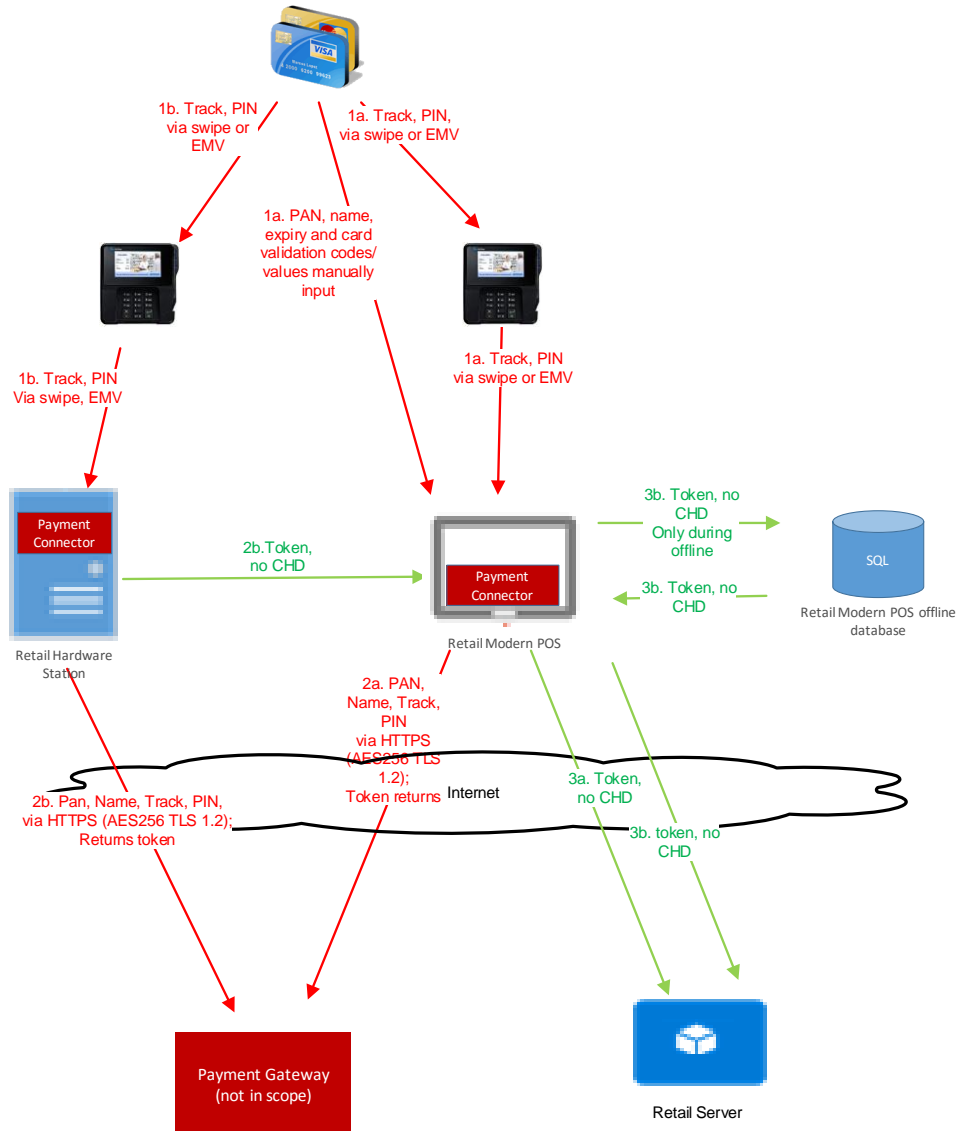 VISA
1b. Track, PIN
via swipe or
EMV
1a. Track, PIN,
via swipe or EMV
1a. PAN, name,
expiry and card
validation codes/
values manually
input
1a. Track, PIN
via swipe or EMV
1b. Track, PIN
Via swipe, EMV
Payment
Connector
Retail Hardware
Station
2b.Token,
no CHD
Payment
Connector
Retail Modern POS
3b. Token, no
CHD
Only during
offline
3b. Token, no
CHD
SQL
Retail Modern POS offline
database
2a. PAN,
Name, Track,
PIN
via HTTPS
(AES256 TLS
1.2);
Token returns
Internet
2b. Pan, Name, Track, PIN,
via HTTPS (AES256 TLS 1.2);
Returns token
3a. Token,
no CHD
3b. token, no
CHD
Payment Gateway
(not in scope)
Retail Server